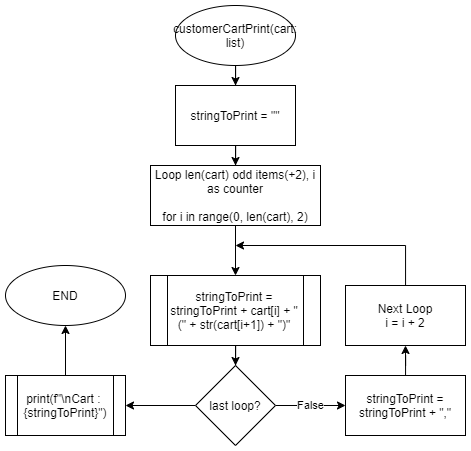 customerCartPrint(cart:
list)
stringToPrint = ""
Loop len(cart) odd items(+2), i
as counter
for i in range(0, len(cart), 2)
stringToPrint =
stringToPrint + cart[i] + "
(" + str(cart[i+1]) + ")"
END
Next Loop
i = i + 2
print(f"\nCart :
{stringToPrint}")
last loop?
False
stringToPrint =
stringToPrint + ","